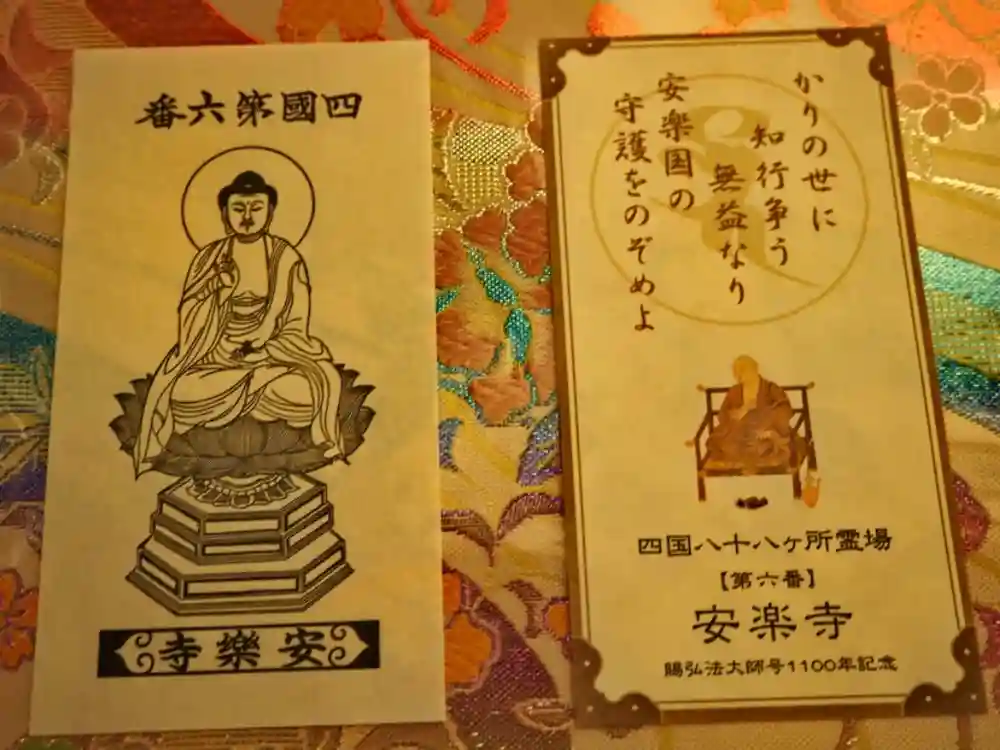 番六第國四
寺樂安
かりの世に
知行争う
無益なり
安楽国の
守護をのぞめよ
四国八十八ヶ所霊場
【第六番】
安楽寺
賜弘法大師号1100年記念